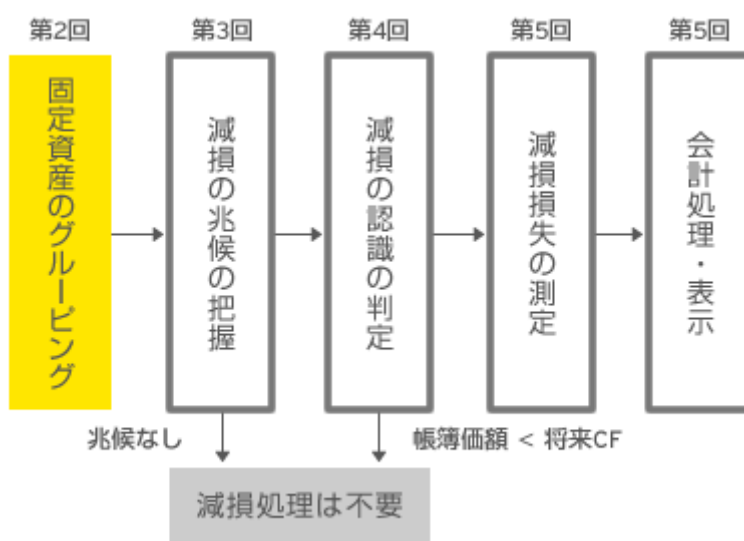 第2回
第3回
第4回
第5回
第5回
固定資産のグルーピング
減損の兆候の把握
減損の認識の判定
減損損失の測定
会計処理・表示
兆候なし
帳簿価額 < 将来CF
減損処理は不要